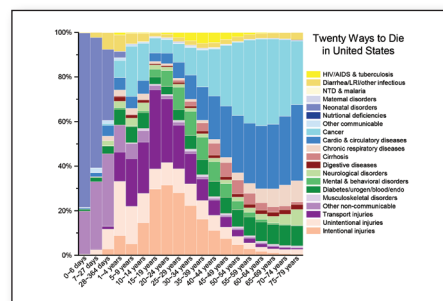 Twenty Ways to Die
in United States
100%
80%
60%
40%
20%
0%
HIV/AIDS & tuberculosis
Diarrhea/LRI/other infectious
NTD & malaria
Maternal disorders
Neonatal disorders
Nutritional deficiencies
Other communicable
Cancer
Cardio & circulatory diseases
Chronic respiratory diseases
Cirrhosis
Digestive diseases
Neurological disorders
Mental & behavioral disorders
Diabetes/urogen/blood/endo
Musculoskeletal disorders
Other non-communicable
Transport injuries
Unintentional injuries
Intentional injuries
0–6 days
7–27 days
28–364 days
1–4 years
5–9 years
10–14 years
15–19 years
20–24 years
25–29 years
30–34 years
35–39 years
40–44 years
45–49 years
50–54 years
55–59 years
60–64 years
65–69 years
70–74 years
75–79 years